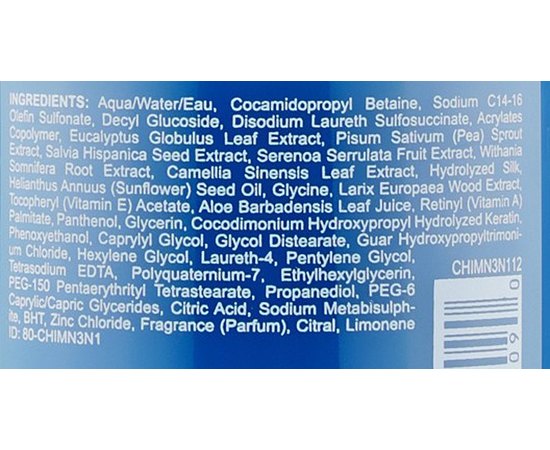 INGREDIENTS: Aqua/Water/Eau, Cocamidopropyl Betaine, Sodium C14-16
Olefin Sulfonate, Decyl Glucoside, Disodium Laureth Sulfosuccinate, Acrylates
Copolymer, Eucalyptus Globulus Leaf Extract, Pisum Sativum (Pea) Sprout
Extract, Salvia Hispanica Seed Extract, Serenoa Serrulata Fruit Extract, Withania
Somnifera Root Extract, Camellia Sinensis Leaf Extract, Hydrolyzed Silk,
Helianthus Annuus (Sunflower) Seed Oil, Glycine, Larix Europaea Wood Extract,
Tocopheryl (Vitamin E) Acetate, Aloe Barbadensis Leaf Juice, Retinyl (Vitamin A)
Palmitate, Panthenol, Glycerin, Cocodimonium Hydroxypropyl Hydrolyzed Keratin,
Phenoxyethanol, Caprylyl Glycol, Glycol Distearate, Guar Hydroxypropyltrimoni-
um Chloride, Hexylene Glycol, Laureth-4, Pentylene Glycol,
Tetrasodium EDTA, Polyquaternium-7, Ethylhexylglycerin,
PEG-150 Pentaerythrityl Tetrastearate, Propanediol, PEG-6
Caprylic/Capric Glycerides, Citric Acid, Sodium Metabisulph-
ite, BHT, Zinc Chloride, Fragrance (Parfum), Citral, Limonene
ID: 80-CHIMN3N1
CHIMN3N112
0
60